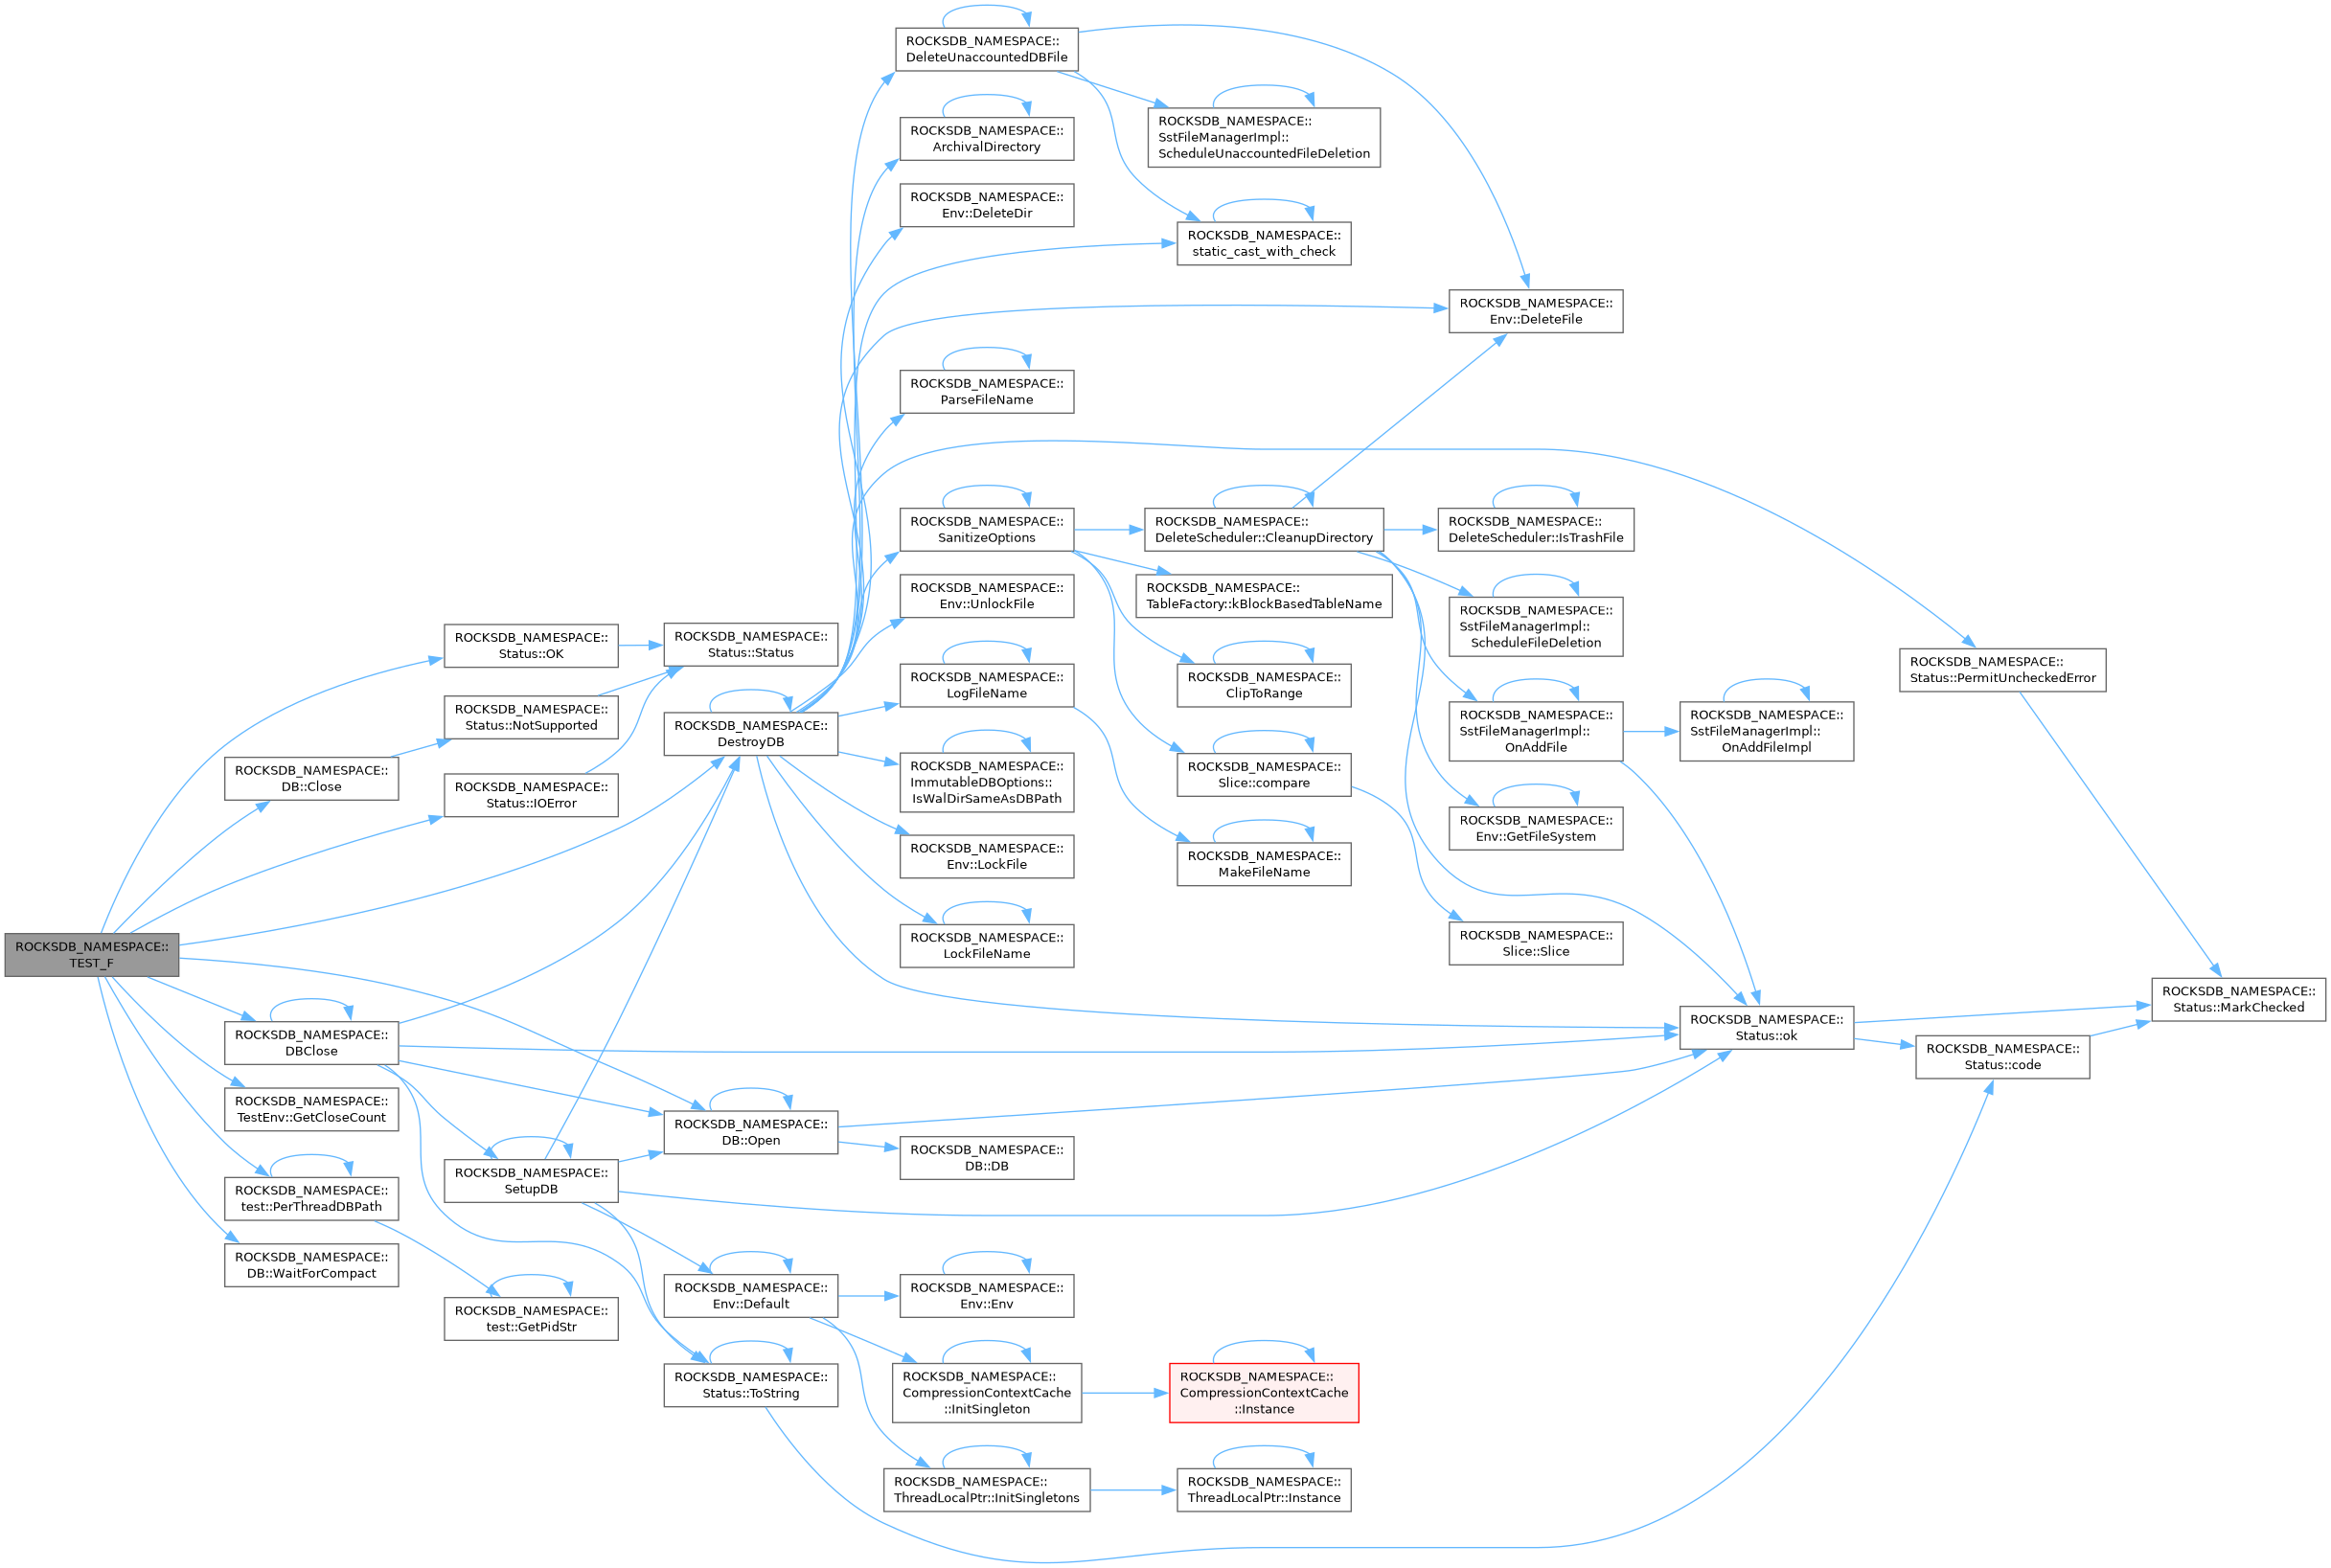 ROCKSDB_NAMESPACE::
TEST_F
ROCKSDB_NAMESPACE::
Status::OK
ROCKSDB_NAMESPACE::
Status::Status
ROCKSDB_NAMESPACE::
DB::Close
ROCKSDB_NAMESPACE::
Status::NotSupported
ROCKSDB_NAMESPACE::
Status::IOError
ROCKSDB_NAMESPACE::
DestroyDB
ROCKSDB_NAMESPACE::
DeleteUnaccountedDBFile
ROCKSDB_NAMESPACE::
SstFileManagerImpl::
ScheduleUnaccountedFileDeletion
ROCKSDB_NAMESPACE::
static_cast_with_check
ROCKSDB_NAMESPACE::
Env::DeleteFile
ROCKSDB_NAMESPACE::
ArchivalDirectory
ROCKSDB_NAMESPACE::
Env::DeleteDir
ROCKSDB_NAMESPACE::
ParseFileName
ROCKSDB_NAMESPACE::
SanitizeOptions
ROCKSDB_NAMESPACE::
DeleteScheduler::CleanupDirectory
ROCKSDB_NAMESPACE::
DeleteScheduler::IsTrashFile
ROCKSDB_NAMESPACE::
TableFactory::kBlockBasedTableName
ROCKSDB_NAMESPACE::
SstFileManagerImpl::
ScheduleFileDeletion
ROCKSDB_NAMESPACE::
Env::UnlockFile
ROCKSDB_NAMESPACE::
LogFileName
ROCKSDB_NAMESPACE::
ClipToRange
ROCKSDB_NAMESPACE::
SstFileManagerImpl::
OnAddFile
ROCKSDB_NAMESPACE::
SstFileManagerImpl::
OnAddFileImpl
ROCKSDB_NAMESPACE::
Status::PermitUncheckedError
ROCKSDB_NAMESPACE::
ImmutableDBOptions::
IsWalDirSameAsDBPath
ROCKSDB_NAMESPACE::
Slice::compare
ROCKSDB_NAMESPACE::
Env::GetFileSystem
ROCKSDB_NAMESPACE::
Env::LockFile
ROCKSDB_NAMESPACE::
MakeFileName
ROCKSDB_NAMESPACE::
LockFileName
ROCKSDB_NAMESPACE::
Slice::Slice
ROCKSDB_NAMESPACE::
Status::MarkChecked
ROCKSDB_NAMESPACE::
Status::ok
ROCKSDB_NAMESPACE::
Status::code
ROCKSDB_NAMESPACE::
DBClose
ROCKSDB_NAMESPACE::
TestEnv::GetCloseCount
ROCKSDB_NAMESPACE::
DB::Open
ROCKSDB_NAMESPACE::
DB::DB
ROCKSDB_NAMESPACE::
SetupDB
ROCKSDB_NAMESPACE::
test::PerThreadDBPath
ROCKSDB_NAMESPACE::
DB::WaitForCompact
ROCKSDB_NAMESPACE::
test::GetPidStr
ROCKSDB_NAMESPACE::
Env::Default
ROCKSDB_NAMESPACE::
Env::Env
ROCKSDB_NAMESPACE::
Status::ToString
ROCKSDB_NAMESPACE::
CompressionContextCache
::InitSingleton
ROCKSDB_NAMESPACE::
CompressionContextCache
::Instance
ROCKSDB_NAMESPACE::
ThreadLocalPtr::InitSingletons
ROCKSDB_NAMESPACE::
ThreadLocalPtr::Instance